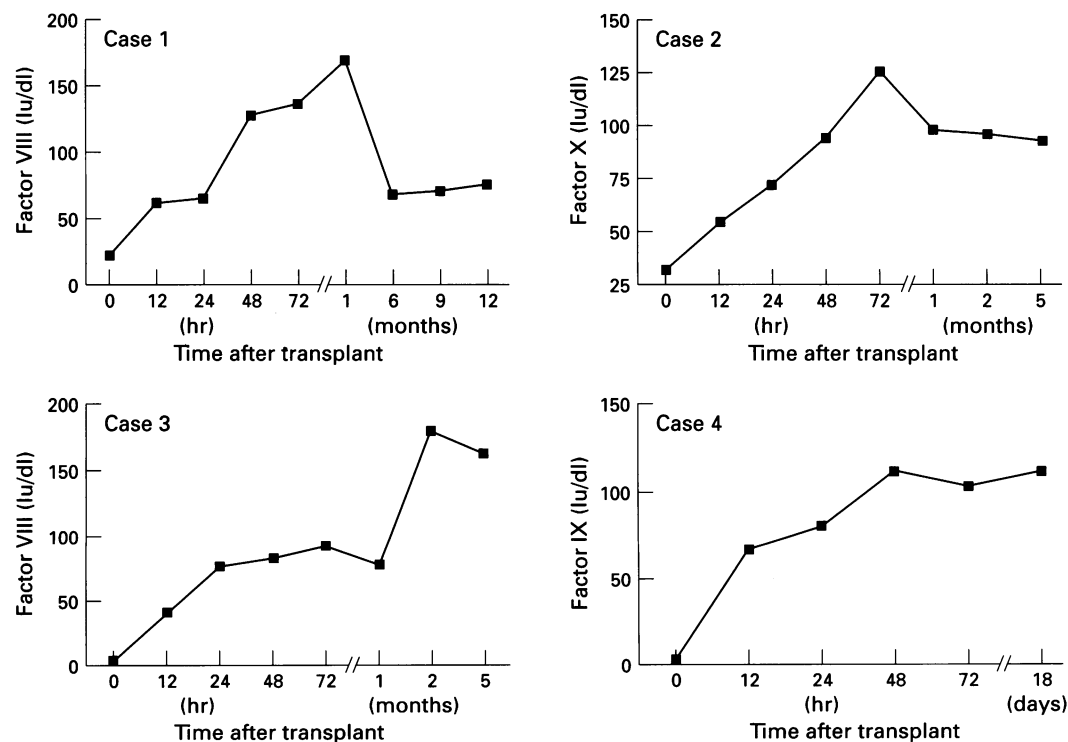 Case 1
Factor VIII (Iu/dl)
200
150
100
50
0
0 12 24 48 72 1 6 9 12
(hr) (months)
Time after transplant
Case 2
Factor X (Iu/dl)
150
125
100
75
50
25
0 12 24 48 72 1 2 5
(hr) (months)
Time after transplant
Case 3
Factor VIII (Iu/dl)
200
150
100
50
0
0 12 24 48 72 1 2 5
(hr) (months)
Time after transplant
Case 4
Factor IX (Iu/dl)
150
100
50
0
0 12 24 48 72 18
(hr) (days)
Time after transplant